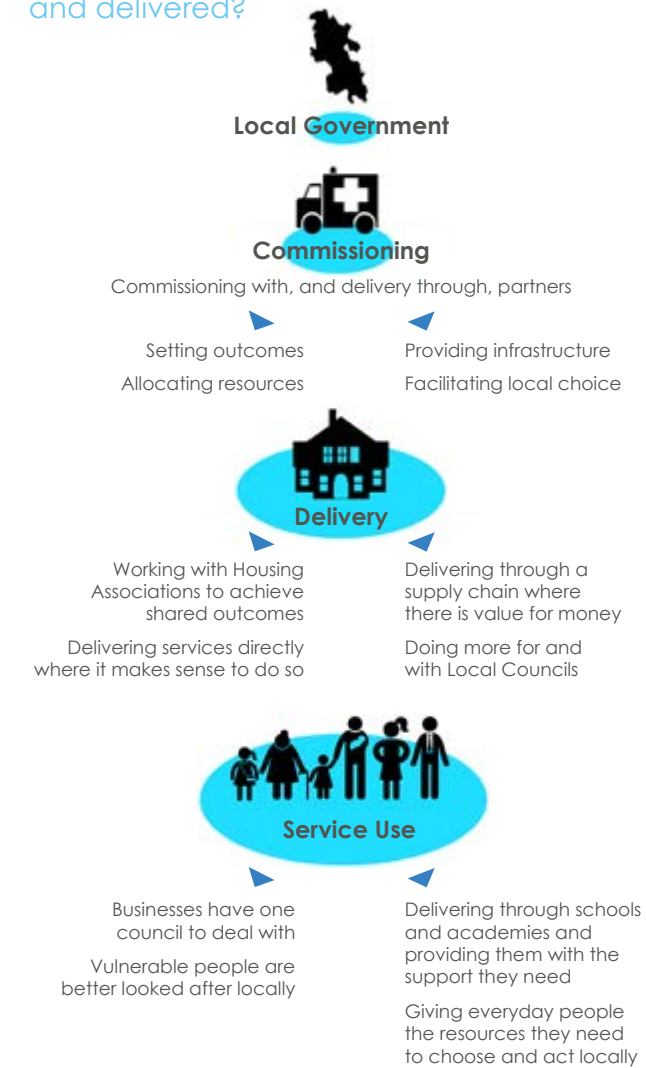 and delivered?
Local Government
Commissioning
Commissioning with, and delivery through, partners
Setting outcomes
Allocating resources
Providing infrastructure
Facilitating local choice
Delivery
Working with Housing
Associations to achieve
shared outcomes
Delivering services directly
where it makes sense to do so
Delivering through a
supply chain where
there is value for money
Doing more for and
with Local Councils
Service Use
Businesses have one
council to deal with
Vulnerable people are
better looked after locally
Delivering through schools
and academies and
providing them with the
support they need
Giving everyday people
the resources they need
to choose and act locally